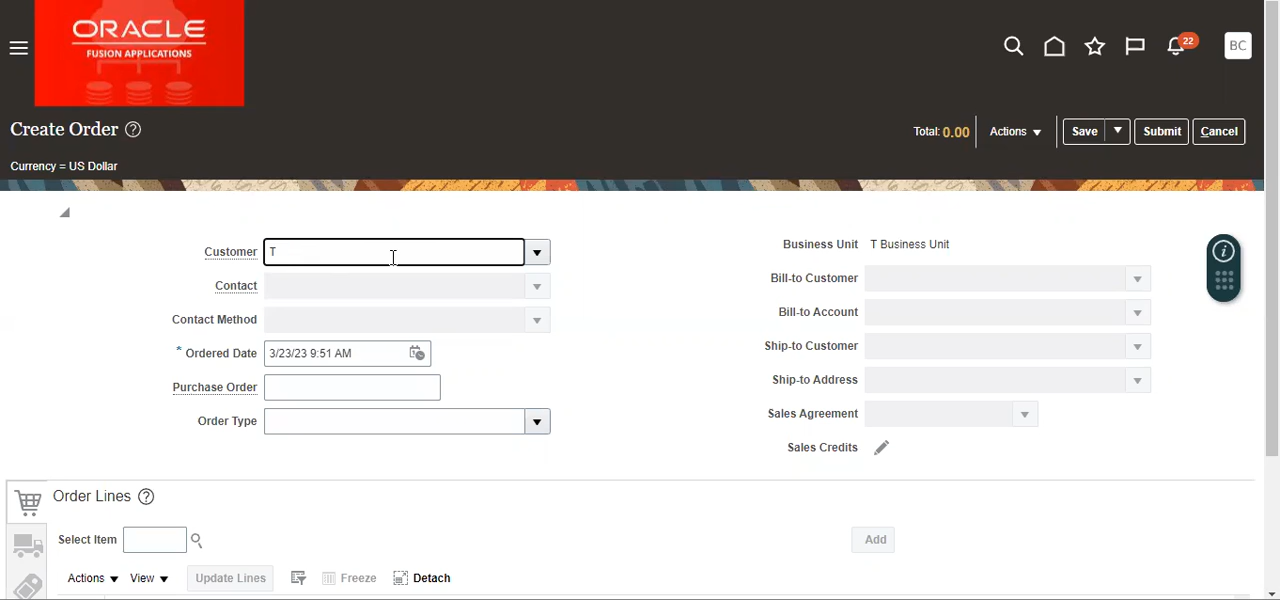 ORACLE
FUSION APPLICATIONS
22
BC
Create Order
Total: 0.00
Actions
Save
Submit
Cancel
Currency = US Dollar
Customer T
Contact
Contact Method
* Ordered Date 3/23/23 9:51 AM
Purchase Order
Order Type
Business Unit T Business Unit
Bill-to Customer
Bill-to Account
Ship-to Customer
Ship-to Address
Sales Agreement
Sales Credits
Order Lines
Select Item
Add
Actions View Update Lines Freeze Detach